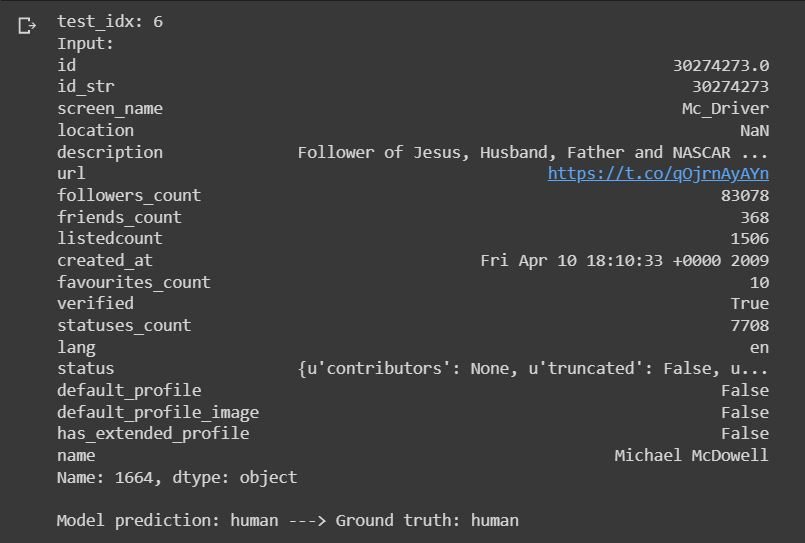 test_idx: 6
Input:
id 30274273.0
id_str 30274273
screen_name Mc_Driver
location NaN
description Follower of Jesus, Husband, Father and NASCAR ...
url https://t.co/qOjrnAyAYn
followers_count 83078
friends_count 368
listedcount 1506
created_at Fri Apr 10 18:10:33 +0000 2009
favourites_count 10
verified True
statuses_count 7708
lang en
status {u'contributors': None, u'truncated': False, u...
default_profile False
default_profile_image False
has_extended_profile False
name Michael McDowell
Name: 1664, dtype: object
Model prediction: human ---> Ground truth: human